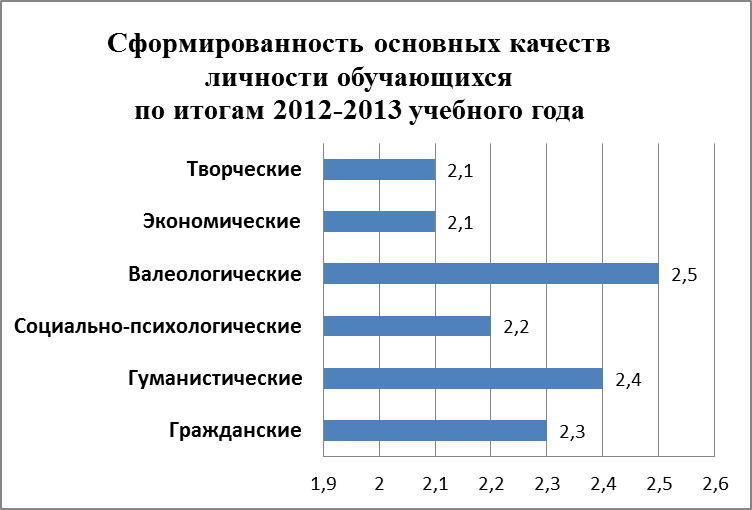 Сформированность основных качеств
личности обучающихся
по итогам 2012-2013 учебного года
Творческие 2,1
Экономические 2,1
Валеологические 2,5
Социально-психологические 2,2
Гуманистические 2,4
Гражданские 2,3
1,9 2 2,1 2,2 2,3 2,4 2,5 2,6